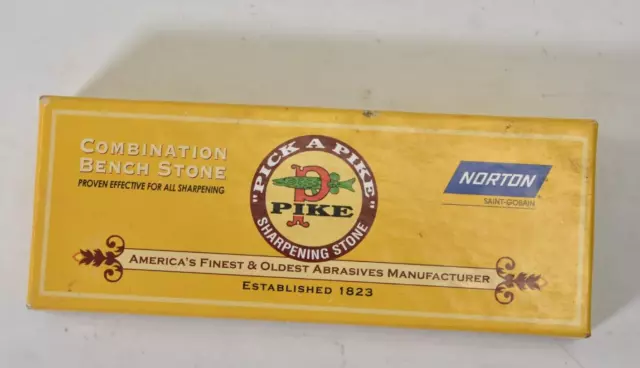 COMBINATION
BENCH STONE
PROVEN EFFECTIVE FOR ALL SHARPENING
"PICK A PIKE"
P
PIKE
SHARPENING STONE
NORTON
SAINT-GOBAIN
AMERICA'S FINEST & OLDEST ABRASIVES MANUFACTURER
ESTABLISHED 1823